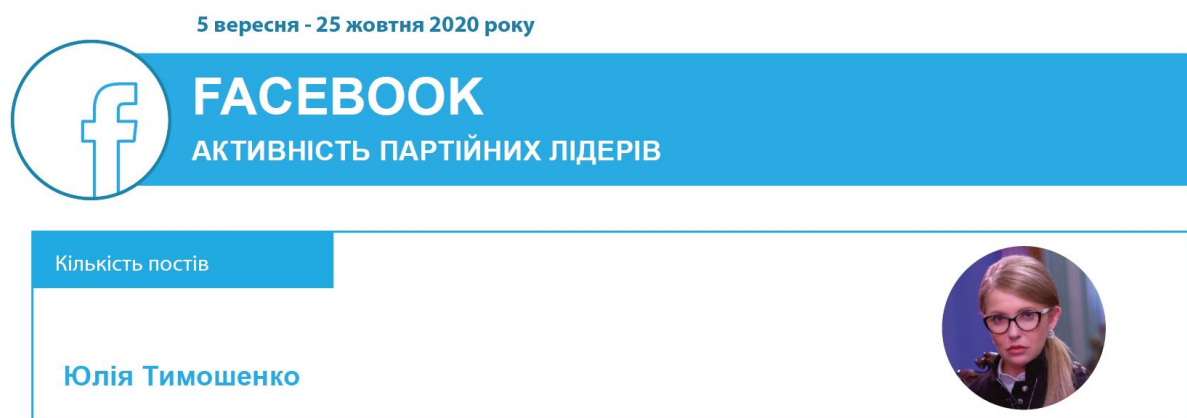 5 вересня - 25 жовтня 2020 року
FACEBOOK
АКТИВНІСТЬ ПАРТІЙНИХ ЛІДЕРІВ
Кількість постів
Юлія Тимошенко